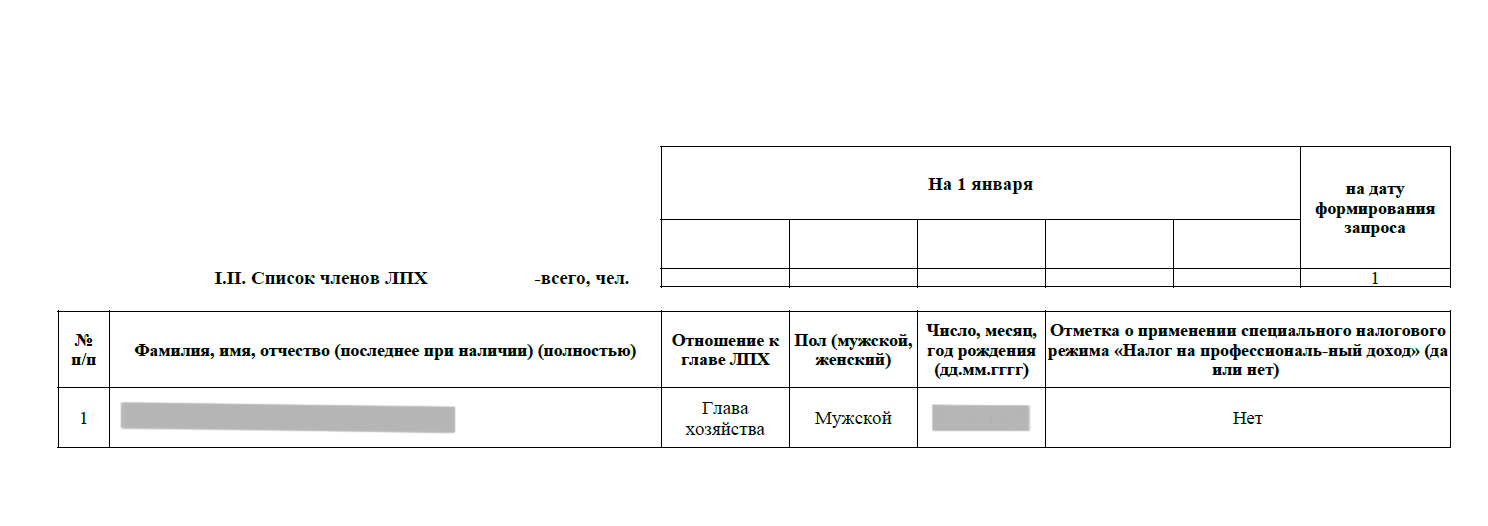 На 1 января
на дату
формирования
запроса
I.II. Список членов ЛПХ -всего, чел.
1
№
п/п
Фамилия, имя, отчество (последнее при наличии) (полностью)
Отношение к
главе ЛПХ
Пол (мужской,
женский)
Число, месяц,
год рождения
(дд.мм.гггг)
Отметка о применении специального налогового
режима «Налог на профессиональ-ный доход» (да
или нет)
1
Глава
хозяйства
Мужской
Нет